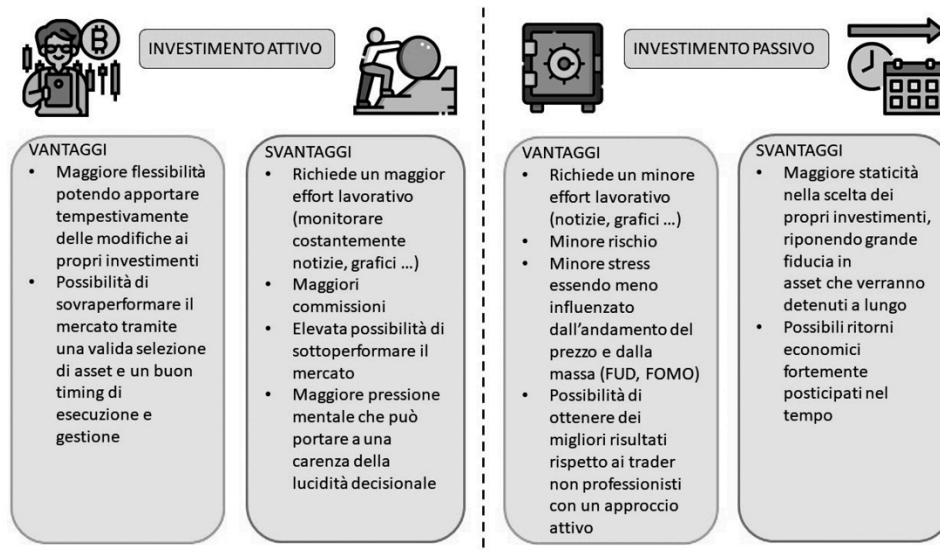 INVESTIMENTO ATTIVO
VANTAGGI
• Maggiore flessibilità
potendo apportare
tempestivamente
delle modifiche ai
propri investimenti
• Possibilità di
sovraperformare il
mercato tramite
una valida selezione
di asset e un buon
timing di
esecuzione e
gestione
SVANTAGGI
• Richiede un maggior
effort lavorativo
(monitorare
costantemente
notizie, grafici …)
• Maggiori
commissioni
• Elevata possibilità di
sottoperformare il
mercato
• Maggiore pressione
mentale che può
portare a una
carenza della
lucidità decisionale
INVESTIMENTO PASSIVO
VANTAGGI
• Richiede un minore
effort lavorativo
(notizie, grafici …)
• Minore rischio
• Minore stress
essendo meno
influenzato
dall’andamento del
prezzo e dalla
massa (FUD, FOMO)
• Possibilità di
ottenere dei
migliori risultati
rispetto ai trader
non professionisti
con un approccio
attivo
SVANTAGGI
• Maggiore staticità
nella scelta dei
propri investimenti,
riponendo grande
fiducia in
asset che verranno
detenuti a lungo
• Possibili ritorni
economici
fortemente
posticipati nel
tempo